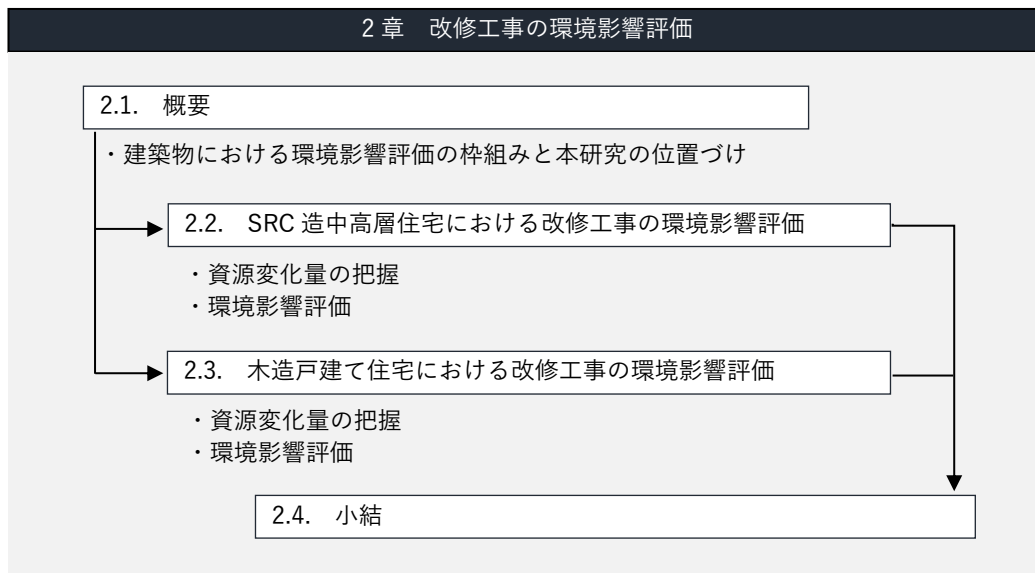 2章　改修工事の環境影響評価
2.1.　概要
・建築物における環境影響評価の枠組みと本研究の位置づけ
2.2.　SRC 造中高層住宅における改修工事の環境影響評価
・資源変化量の把握
・環境影響評価
2.3.　木造戸建て住宅における改修工事の環境影響評価
・資源変化量の把握
・環境影響評価
2.4.　小結